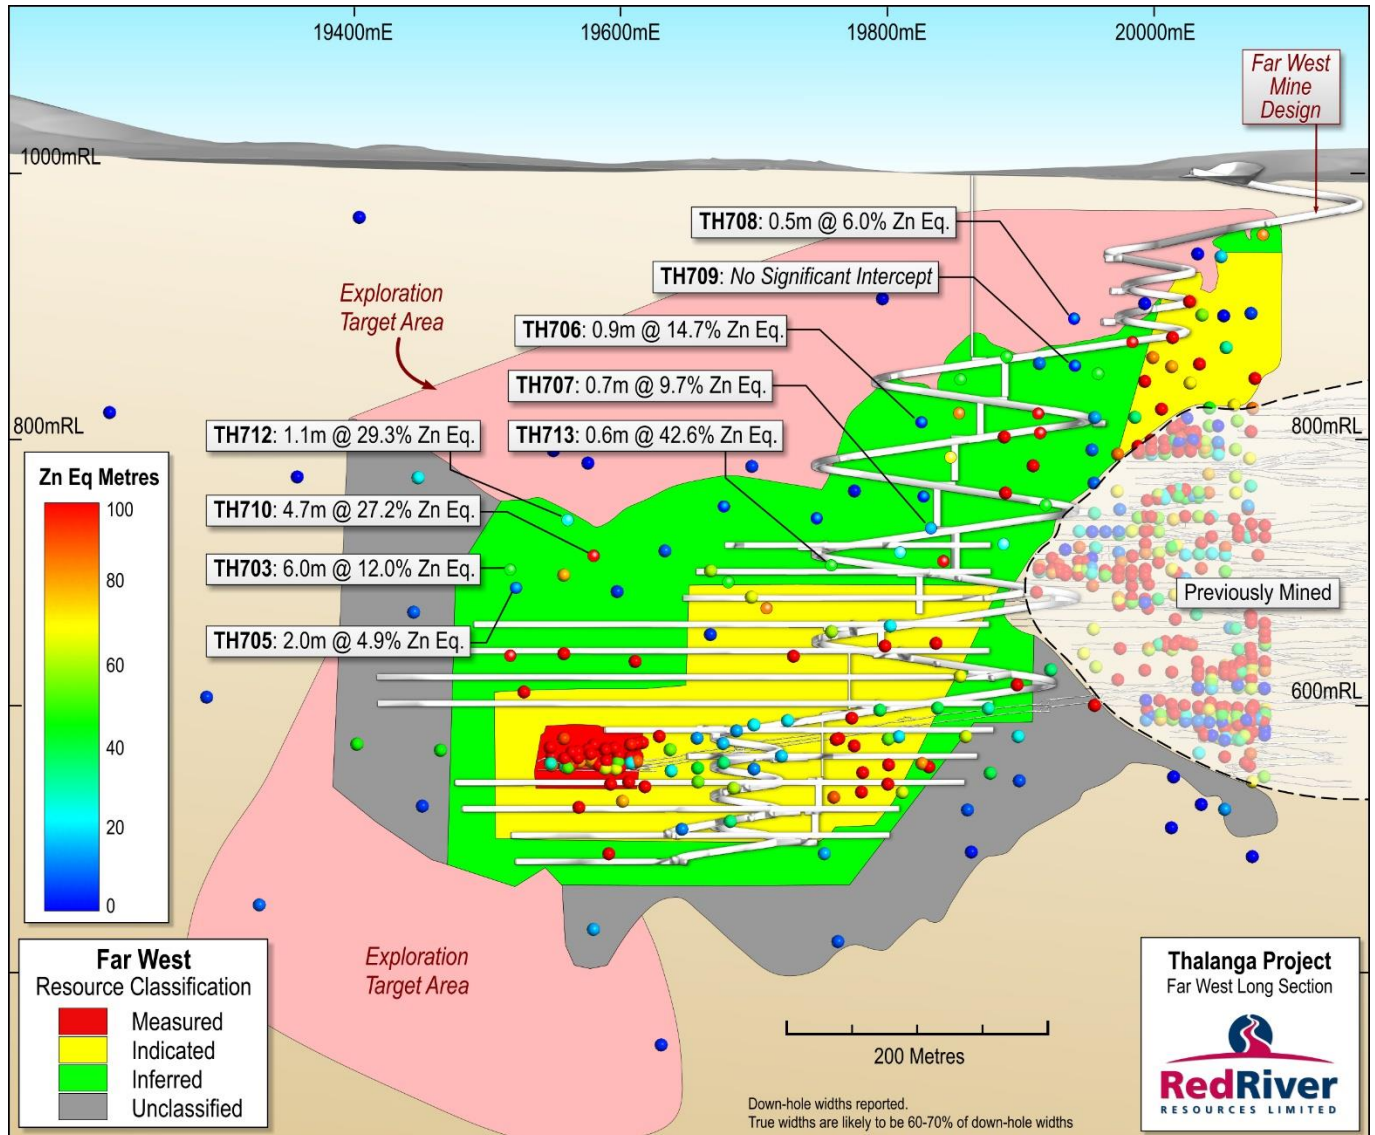 19400mE
19600mE
19800mE
20000mE
Far West
Mine
Design
1000mRL
TH708: 0.5m @ 6.0% Zn Eq.
TH709: No Significant Intercept
Exploration
Target Area
TH706: 0.9m @ 14.7% Zn Eq.
TH707: 0.7m @ 9.7% Zn Eq.
800mRL
TH712: 1.1m @ 29.3% Zn Eq.
TH713: 0.6m @ 42.6% Zn Eq.
800mRL
Zn Eq Metres
100
80
60
40
20
0
TH710: 4.7m @ 27.2% Zn Eq.
TH703: 6.0m @ 12.0% Zn Eq.
TH705: 2.0m @ 4.9% Zn Eq.
Previously Mined
600mRL
Far West
Resource Classification
Measured
Indicated
Inferred
Unclassified
Exploration
Target Area
200 Metres
Down-hole widths reported.
True widths are likely to be 60-70% of down-hole widths
Thalanga Project
Far West Long Section
RedRiver
RESOURCES LIMITED